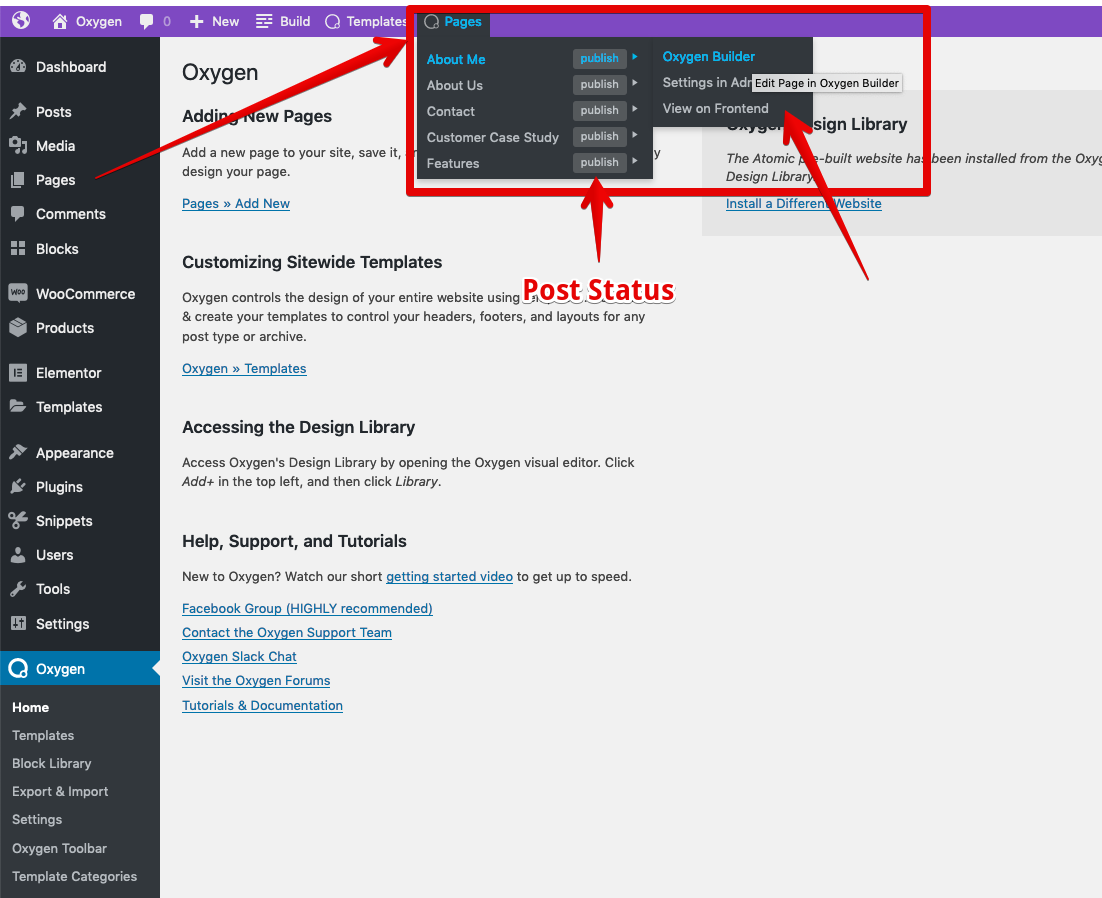 Oxygen 0 New Build Templates Pages
Dashboard
Posts
Media
Pages
Comments
Blocks
WooCommerce
Products
Elementor
Templates
Appearance
Plugins
Snippets
Users
Tools
Settings
Oxygen
Home
Templates
Block Library
Export & Import
Settings
Oxygen Toolbar
Template Categories
About Me publish
About Us publish
Contact publish
Customer Case Study publish
Features publish
Oxygen Builder
Settings in
Edit Page in Oxygen Builder
View on Frontend
Post Status
Oxygen
Adding New Pages
Add a new page to your site, save it,
design your page.
Pages » Add New
Customizing Sitewide Templates
Oxygen controls the design of your entire website using
& create your templates to control your headers, footers, and layouts for any
post type or archive.
Oxygen » Templates
Accessing the Design Library
Access Oxygen's Design Library by opening the Oxygen visual editor. Click
Add+ in the top left, and then click Library.
Help, Support, and Tutorials
New to Oxygen? Watch our short getting started video to get up to speed.
Facebook Group (HIGHLY recommended)
Contact the Oxygen Support Team
Oxygen Slack Chat
Visit the Oxygen Forums
Tutorials & Documentation
Oxygen Design Library
The Atomic pre-built website has been installed from the
Design Library.
Install a Different Website